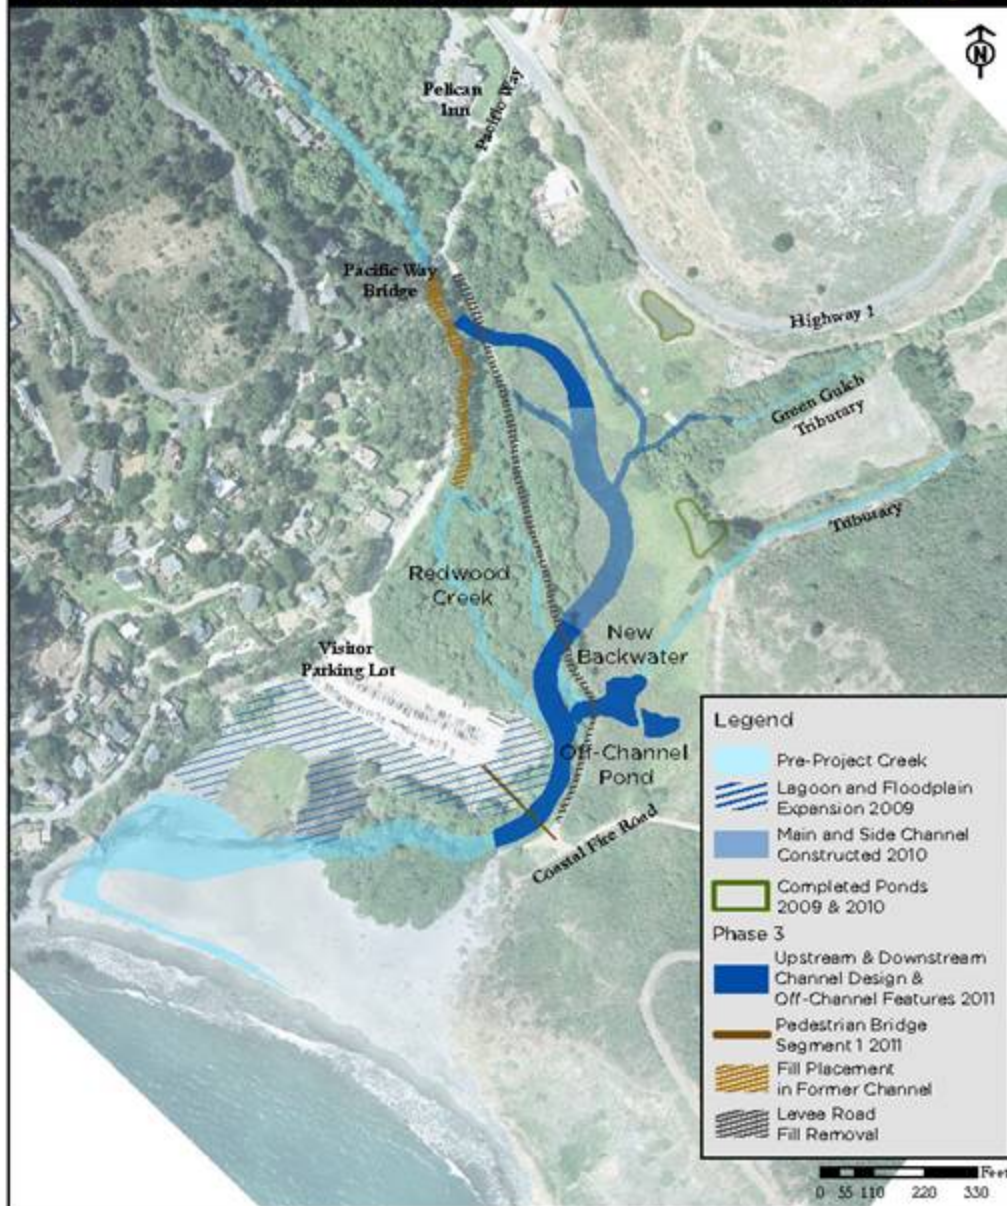 N
Pelican
Inn
Pacific Way
Pacific Way
Bridge
Highway 1
Green Gulch
Tributary
Tributary
Redwood
Creek
New
Backwater
Visitor
Parking Lot
Off-Channel
Pond
Coastal Fire Road
Legend
Pre-Project Creek
Lagoon and Floodplain
Expansion 2009
Main and Side Channel
Constructed 2010
Completed Ponds
2009 & 2010
Phase 3
Upstream & Downstream
Channel Design &
Off-Channel Features 2011
Pedestrian Bridge
Segment 1 2011
Fill Placement
in Former Channel
Levee Road
Fill Removal
Feet
0 55 110 220 330